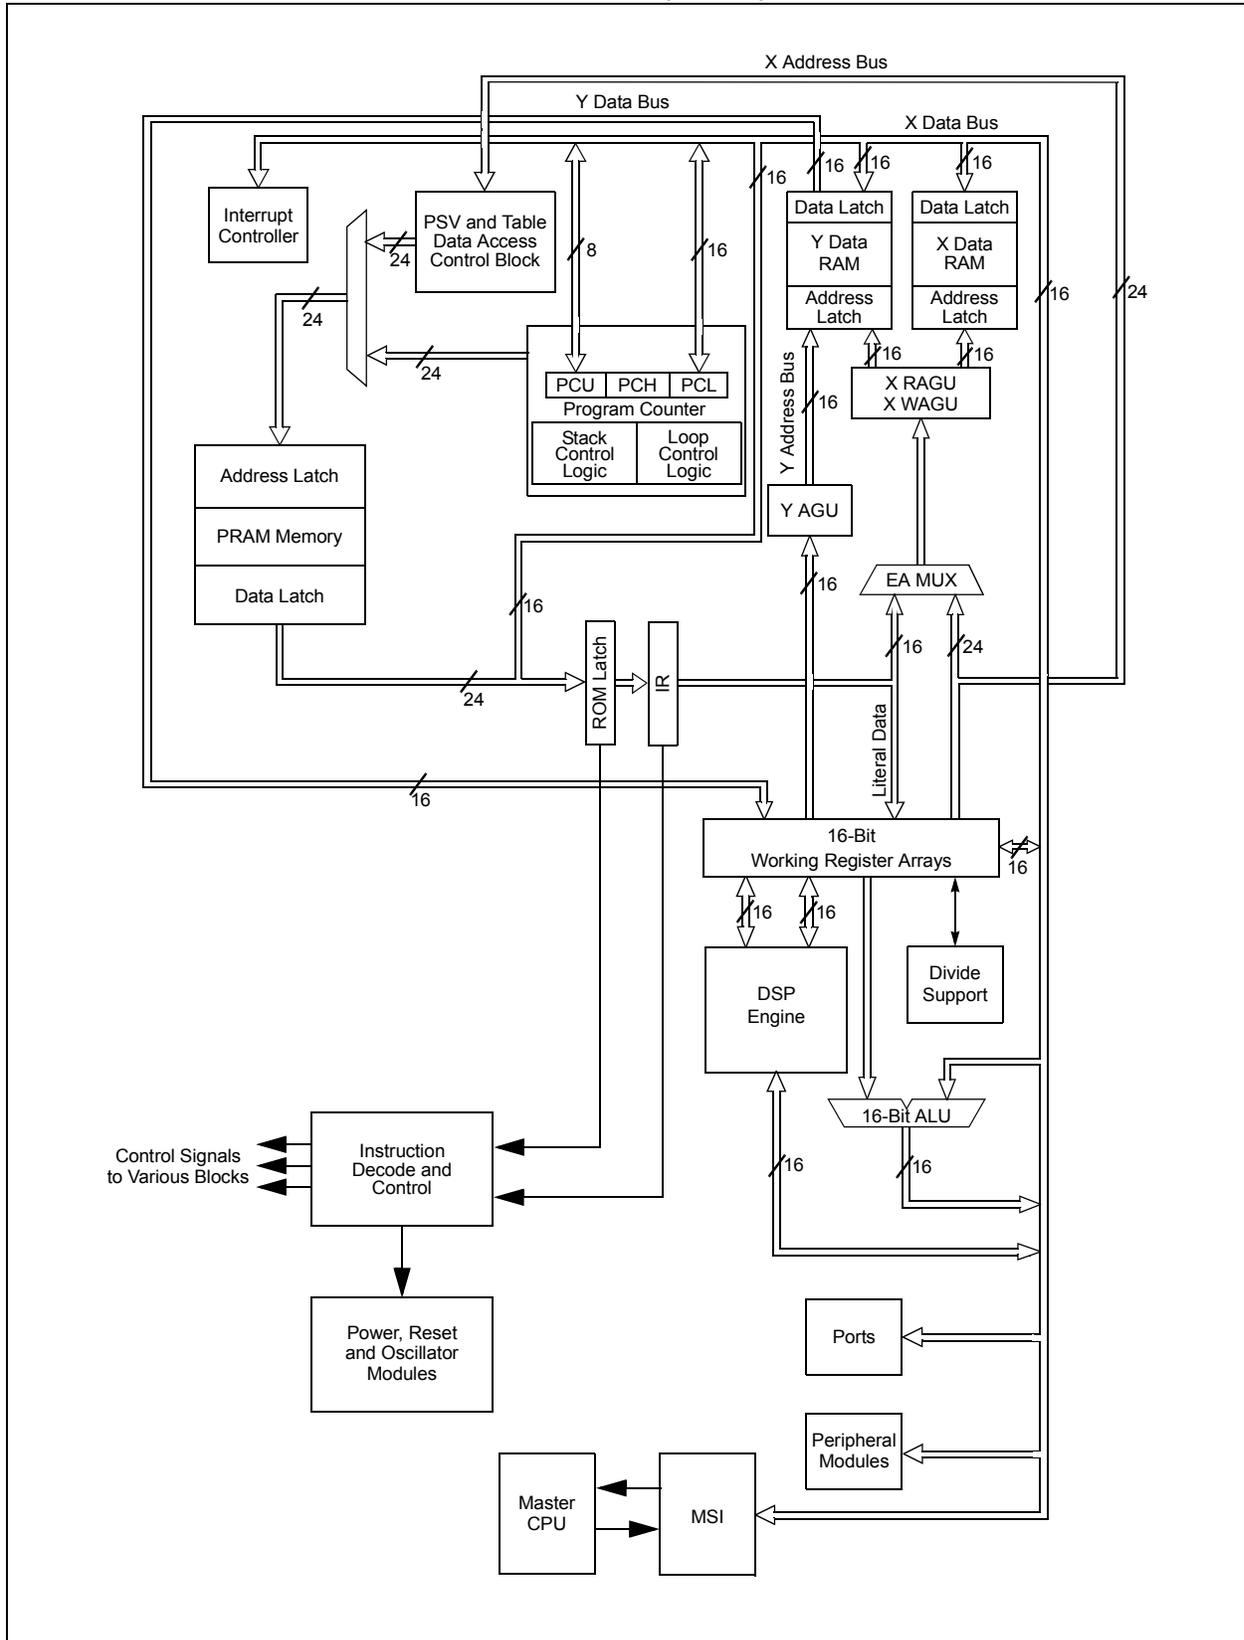 X Address Bus
Y Data Bus
X Data Bus
16
16
16
16
Interrupt
Controller
PSV and Table
Data Access
Control Block
24
8
16
Data Latch
Y Data
RAM
Address
Latch
Data Latch
X Data
RAM
Address
Latch
16
24
24
24
16
16
PCU
PCH
PCL
Program Counter
Stack
Control
Logic
Loop
Control
Logic
Y Address Bus
16
X RAGU
X WAGU
Address Latch
PRAM Memory
Data Latch
Y AGU
16
EA MUX
16
16
24
24
ROM Latch
IR
Literal Data
16
16-Bit
Working Register Arrays
16
16
16
DSP
Engine
Divide
Support
16-Bit ALU
16
16
Control Signals
to Various Blocks
Instruction
Decode and
Control
Power, Reset
and Oscillator
Modules
Ports
Peripheral
Modules
Master
CPU
MSI